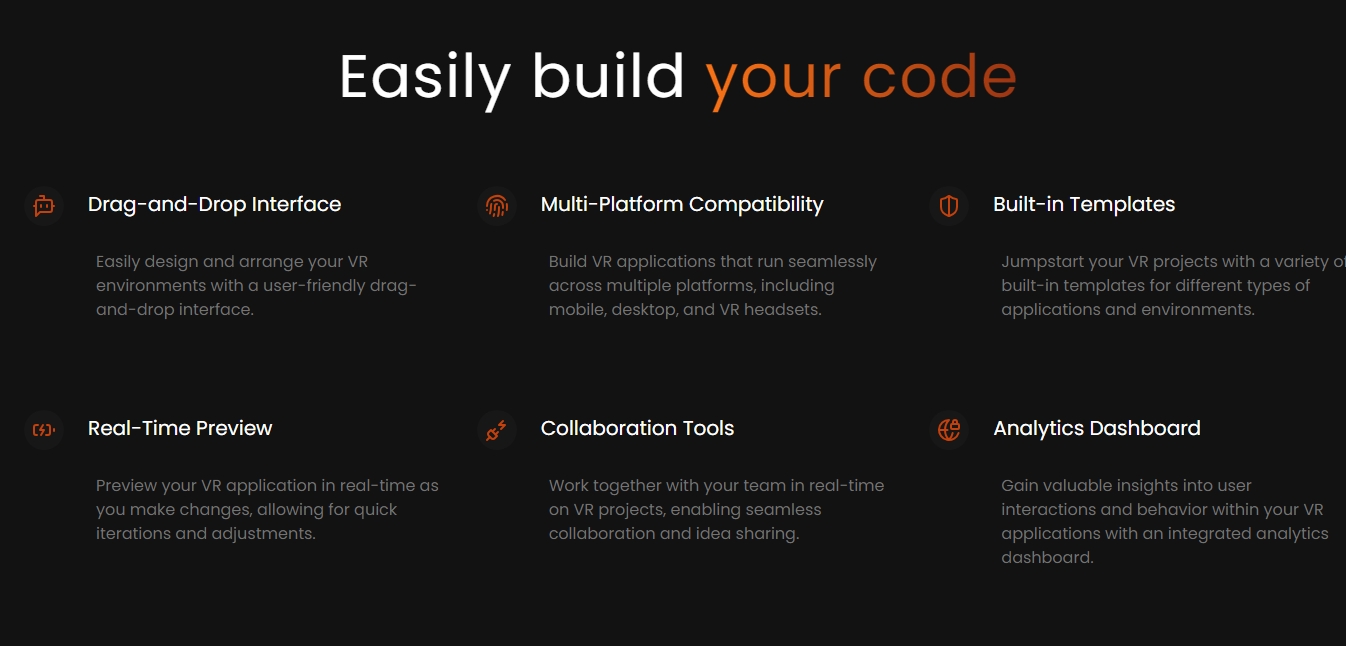 Easily build your code
Drag-and-Drop Interface
Easily design and arrange your VR
environments with a user-friendly drag-
and-drop interface.
Multi-Platform Compatibility
Build VR applications that run seamlessly
across multiple platforms, including
mobile, desktop, and VR headsets.
Built-in Templates
Jumpstart your VR projects with a variety of
built-in templates for different types of
applications and environments.
Real-Time Preview
Preview your VR application in real-time as
you make changes, allowing for quick
iterations and adjustments.
Collaboration Tools
Work together with your team in real-time
on VR projects, enabling seamless
collaboration and idea sharing.
Analytics Dashboard
Gain valuable insights into user
interactions and behavior within your VR
applications with an integrated analytics
dashboard.